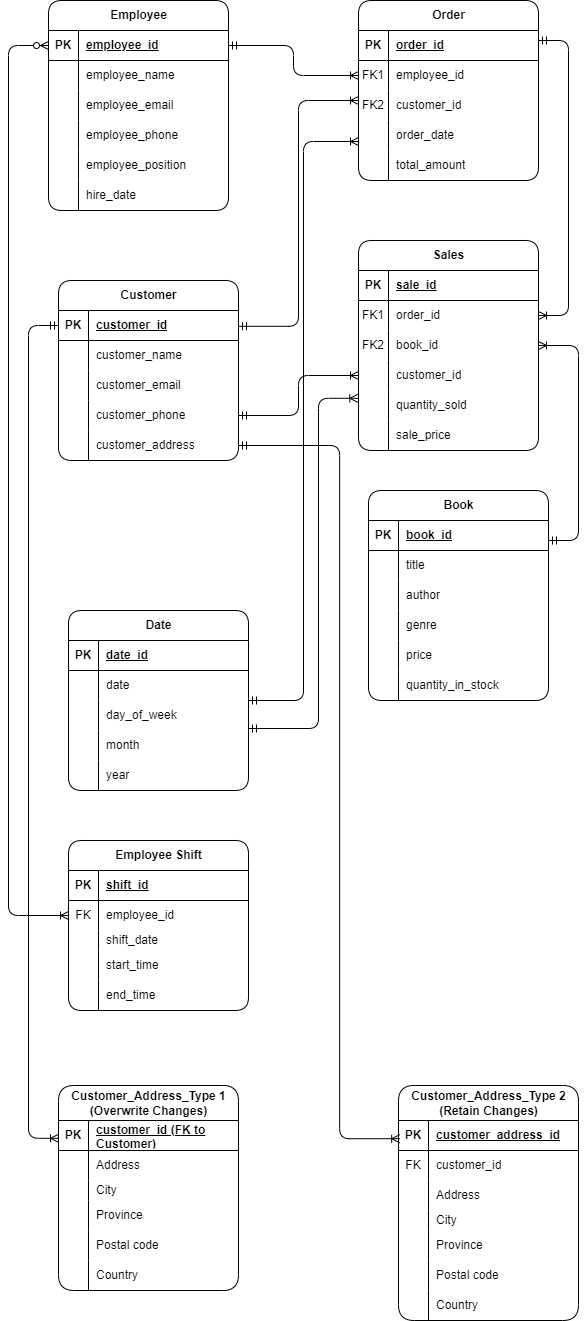 Employee
PK employee_id
employee_name
employee_email
employee_phone
employee_position
hire_date
Order
PK order_id
FK1 employee_id
FK2 customer_id
order_date
total_amount
Customer
PK customer_id
customer_name
customer_email
customer_phone
customer_address
Sales
PK sale_id
FK1 order_id
FK2 book_id
customer_id
quantity_sold
sale_price
Book
PK book_id
title
author
genre
price
quantity_in_stock
Date
PK date_id
date
day_of_week
month
year
Employee Shift
PK shift_id
FK employee_id
shift_date
start_time
end_time
Customer_Address_Type 1
(Overwrite Changes)
PK customer_id (FK to
Customer)
Address
City
Province
Postal code
Country
Customer_Address_Type 2
(Retain Changes)
PK customer_address_id
FK customer_id
Address
City
Province
Postal code
Country